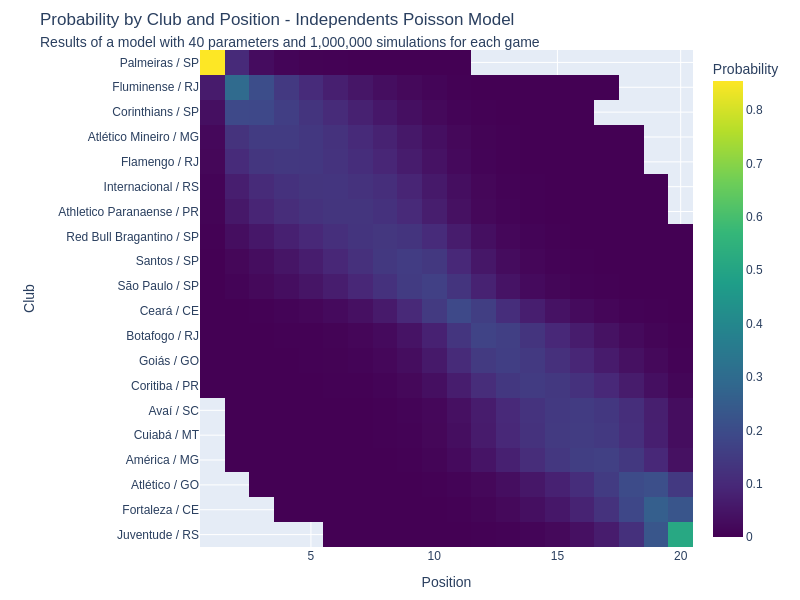 Probability by Club and Position - Independents Poisson Model
Results of a model with 40 parameters and 1,000,000 simulations for each game
Probability
Palmeiras / SP
Fluminense / RJ
Corinthians / SP
Atlético Mineiro / MG
Flamengo / RJ
Internacional / RS
Athletico Paranaense / PR
Red Bull Bragantino / SP
Santos / SP
São Paulo / SP
Ceará / CE
Botafogo / RJ
Goiás / GO
Coritiba / PR
Avaí / SC
Cuiabá / MT
América / MG
Atlético / GO
Fortaleza / CE
Juventude / RS
Club
5
10
15
20
Position
0.8
0.7
0.6
0.5
0.4
0.3
0.2
0.1
0